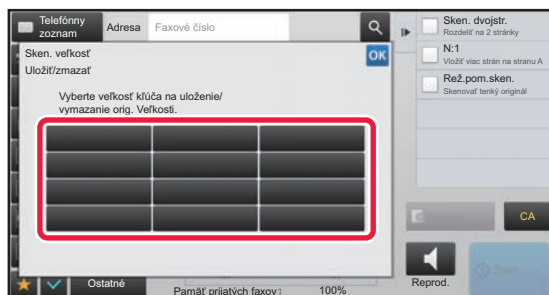 Telefónny
zoznam
Adresa
Faxové číslo
Sken. veľkosť
Uložiť/zmazať
OK
Vyberte veľkosť kľúča na uloženie/
vymazanie orig. Veľkosti.
Ostatné
Pamäť prijatých faxov:
100%
Sken. dvojstr.
Rozdeliť na 2 stránky
N:1
Vložiť viac strán na stranu A
Rež.pom.sken.
Skenovať tenký originál
CA
Reprod.
Štart